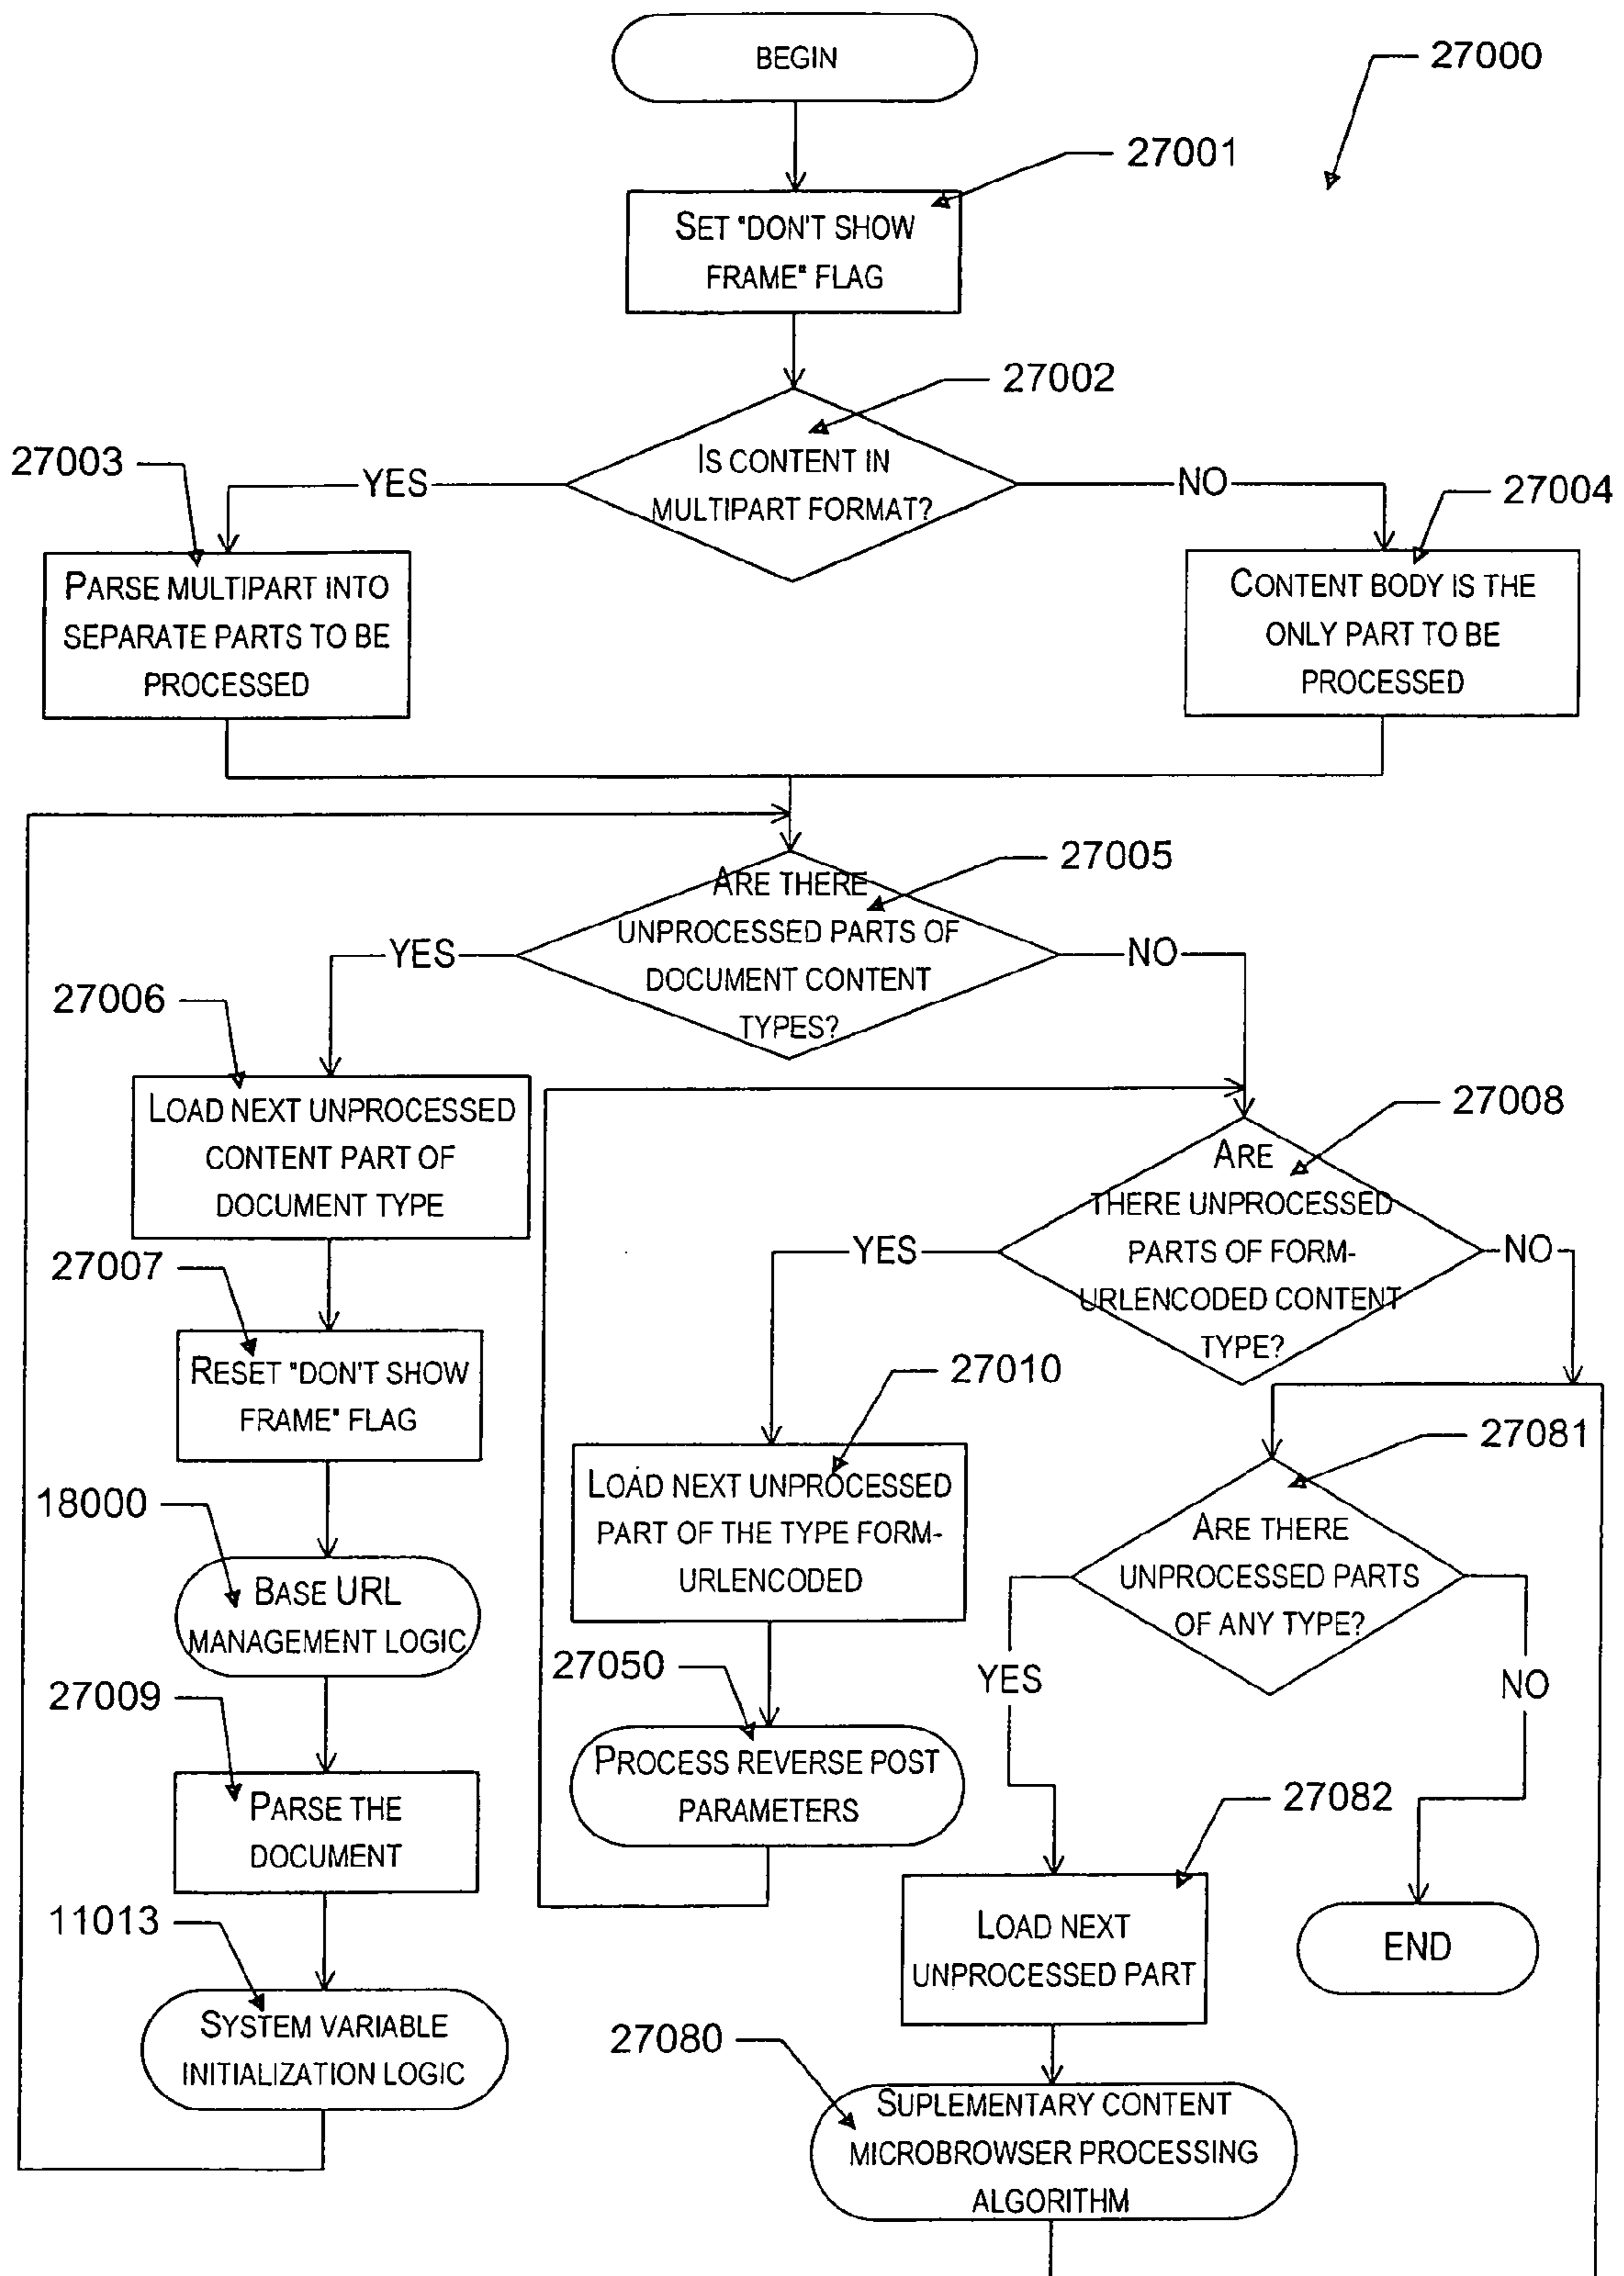 BEGIN
27000
27001
SET "DON'T SHOW
FRAME" FLAG
27002
IS CONTENT IN
MULTIPART FORMAT?
27003
YES
NO
27004
PARSE MULTIPART INTO
SEPARATE PARTS TO BE
PROCESSED
CONTENT BODY IS THE
ONLY PART TO BE
PROCESSED
27005
ARE THERE
UNPROCESSED PARTS OF
DOCUMENT CONTENT
TYPES?
YES
NO
27006
LOAD NEXT UNPROCESSED
CONTENT PART OF
DOCUMENT TYPE
27008
ARE
THERE UNPROCESSED
PARTS OF FORM-
URLENCODED CONTENT
TYPE?
YES
NO
27007
RESET "DON'T SHOW
FRAME" FLAG
27010
LOAD NEXT UNPROCESSED
PART OF THE TYPE FORM-
URLENCODED
27081
ARE THERE
UNPROCESSED PARTS
OF ANY TYPE?
YES
NO
18000
BASE URL
MANAGEMENT LOGIC
27050
PROCESS REVERSE POST
PARAMETERS
27009
PARSE THE
DOCUMENT
27082
LOAD NEXT
UNPROCESSED PART
END
11013
SYSTEM VARIABLE
INITIALIZATION LOGIC
27080
SUPLEMENTARY CONTENT
MICROBROWSER PROCESSING
ALGORITHM